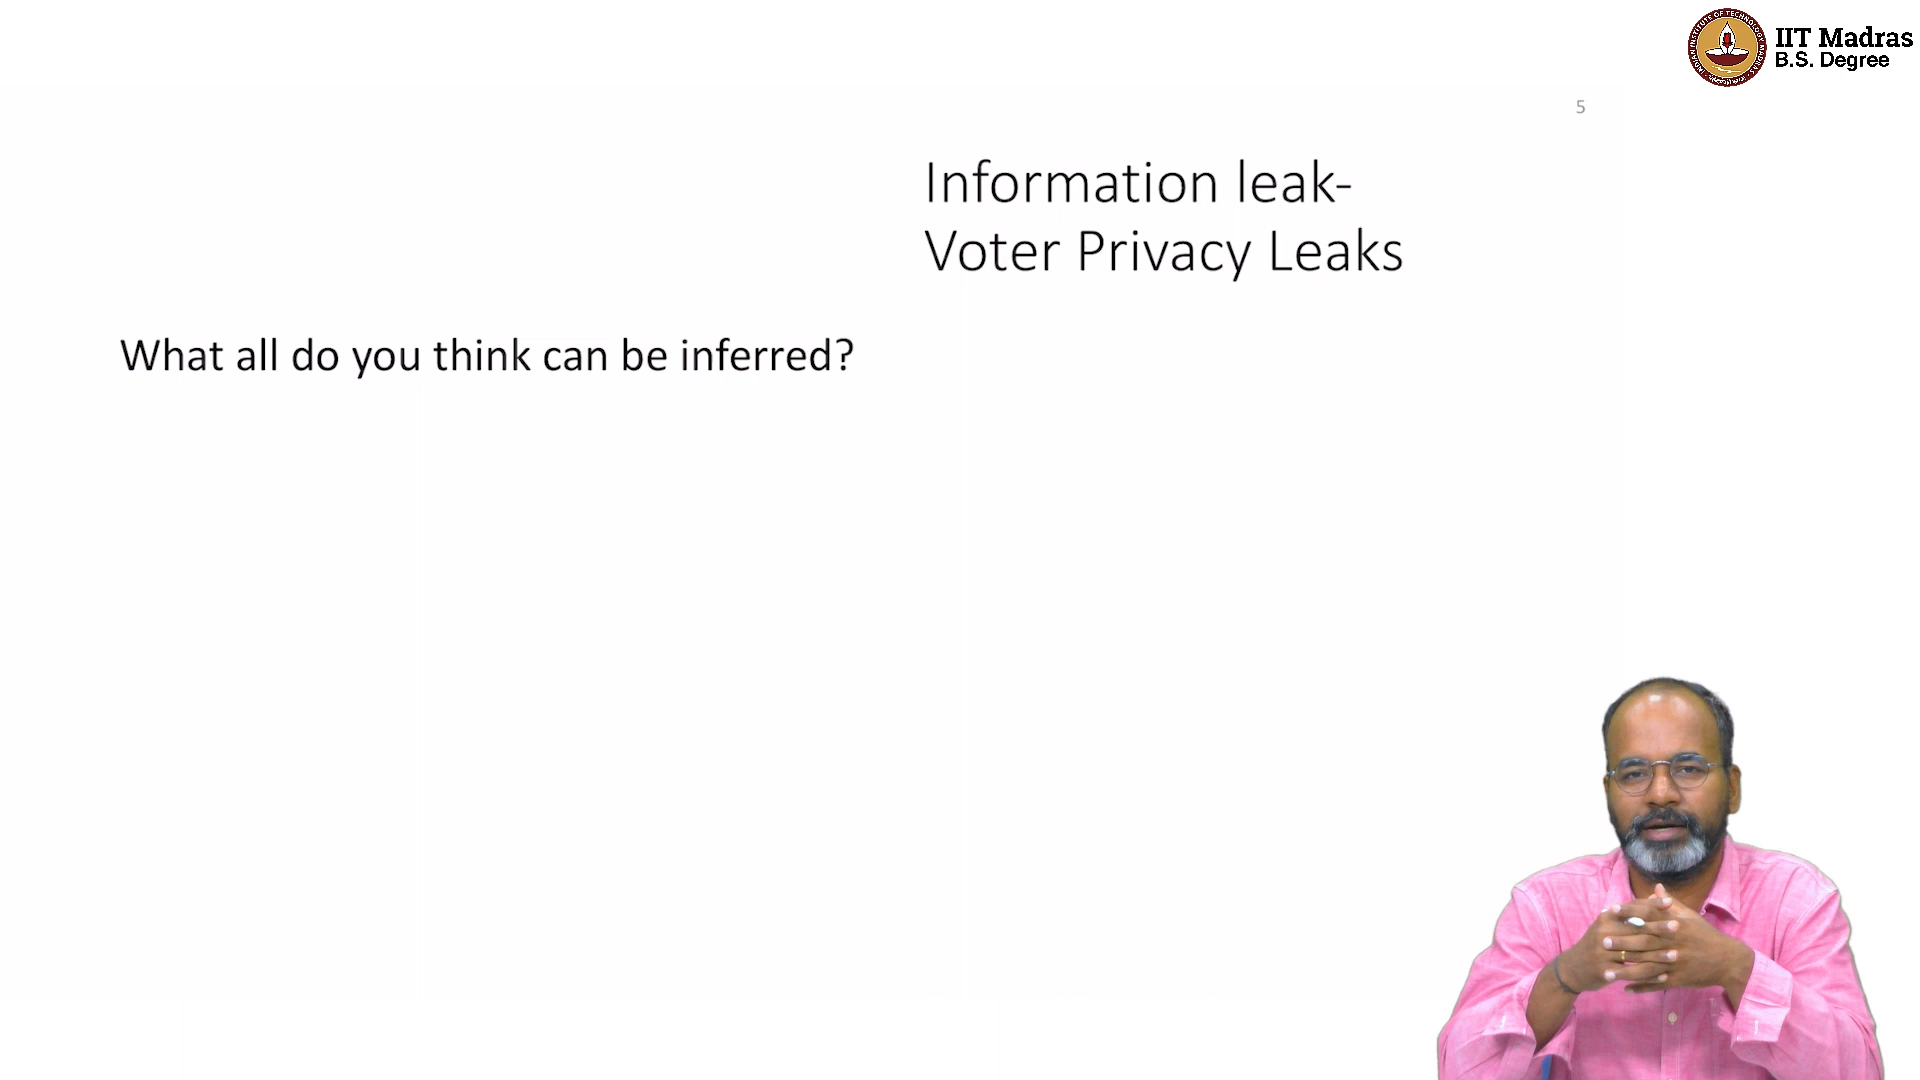 IIT Madras
B.S. Degree
5
Information leak-
Voter Privacy Leaks
What all do you think can be inferred?